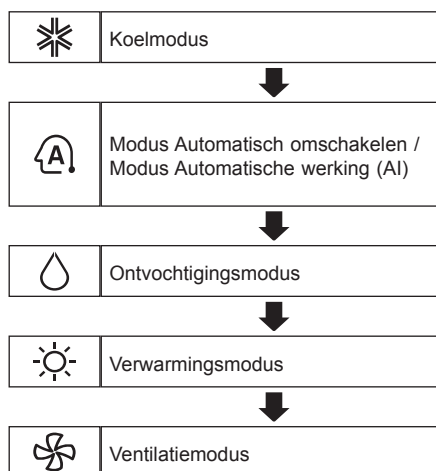 Koelmodus
A
Modus Automatisch omschakelen /
Modus Automatische werking (AI)
Ontvochtigingsmodus
Verwarmingsmodus
Ventilatiemodus